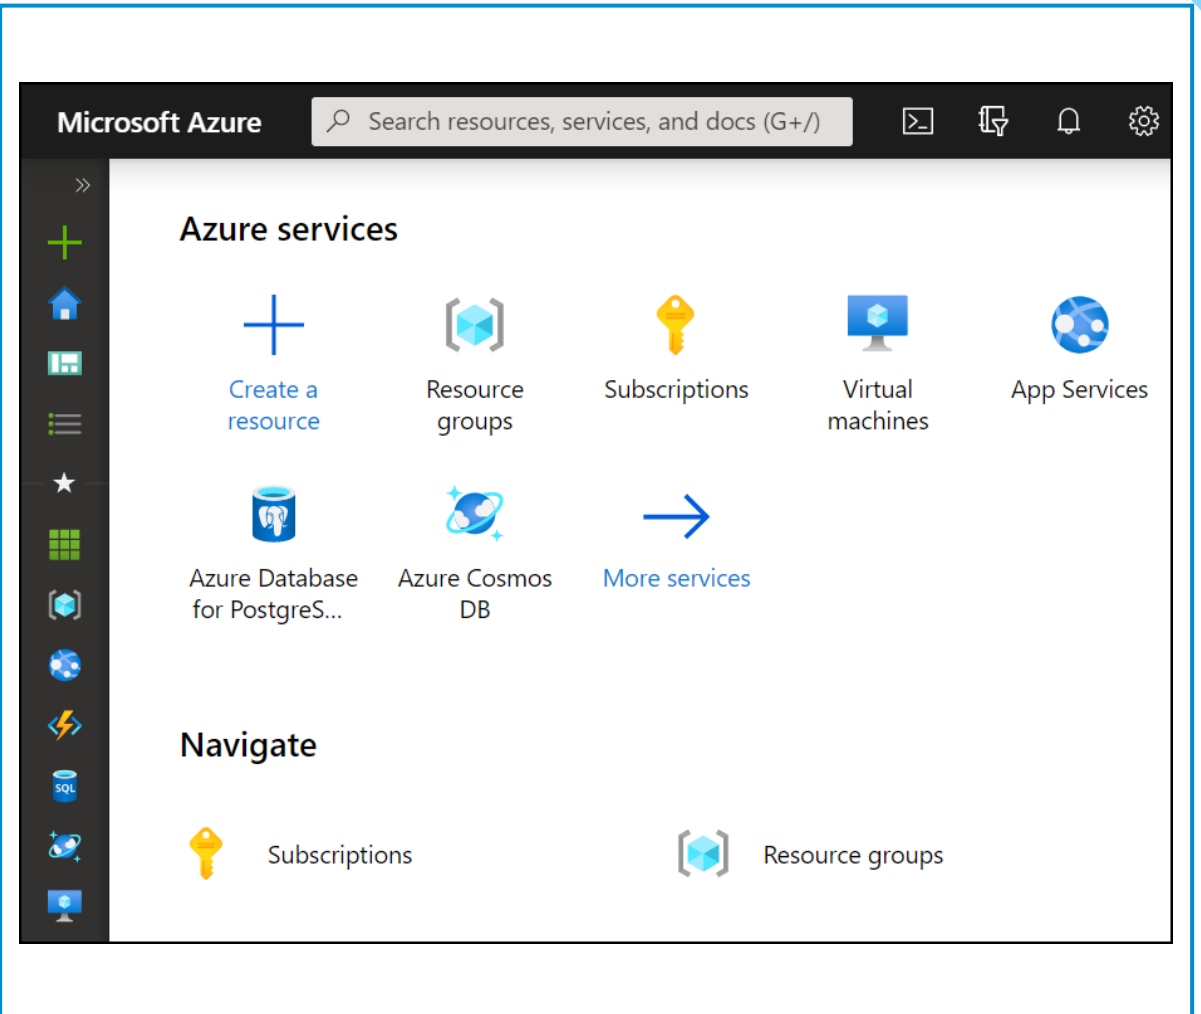 Microsoft Azure
Search resources, services, and docs (G+/)
Azure services
Create a
resource
Resource
groups
Subscriptions
Virtual
machines
App Services
Azure Database
for PostgreS...
Azure Cosmos
DB
More services
SQL
Navigate
Subscriptions
Resource groups